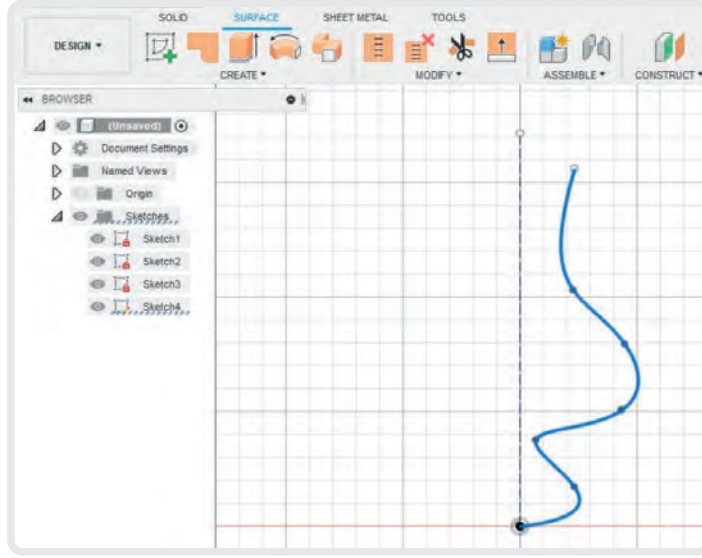 SOLID SURFACE SHEET METAL TOOLS
DESIGN
CREATE MODIFY ASSEMBLE CONSTRUCT
BROWSER
(Unsaved)
Document Settings
Named Views
Origin
Sketches
Sketch1
Sketch2
Sketch3
Sketch4